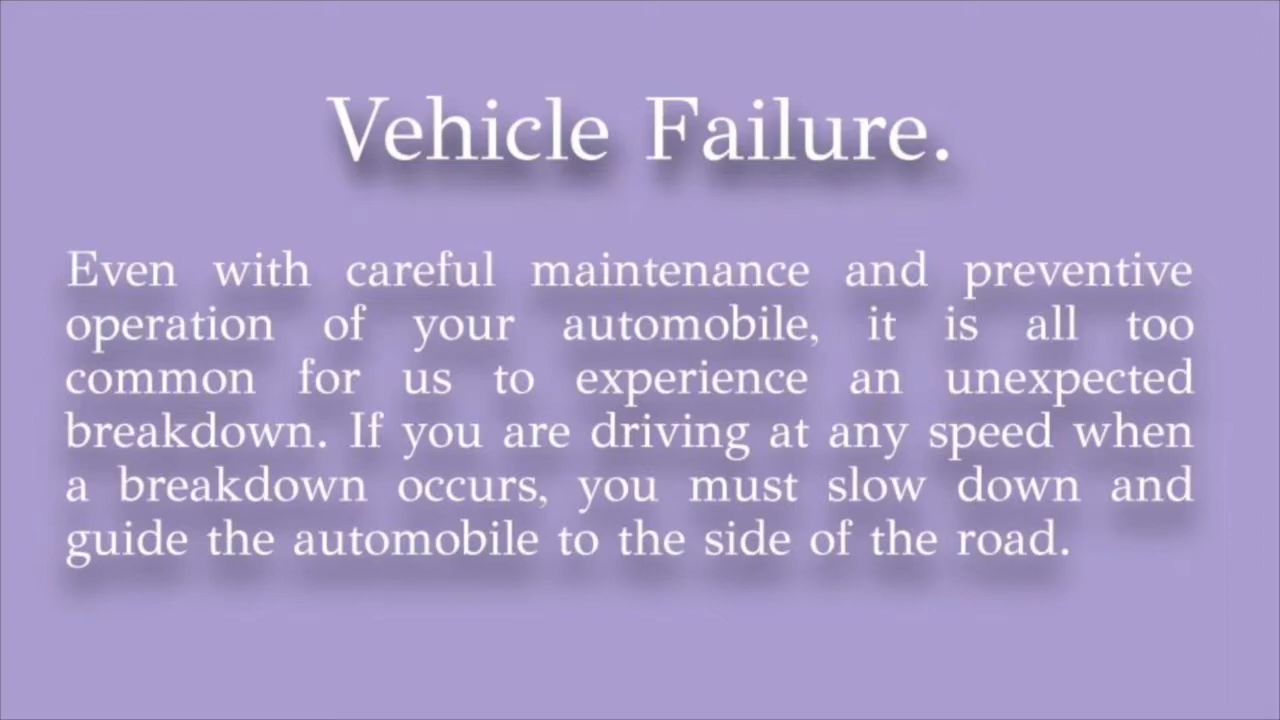 Vehicle Failure.
Even with careful maintenance and preventive
operation of your automobile, it is all too
common for us to experience an unexpected
breakdown. If you are driving at any speed when
a breakdown occurs, you must slow down and
guide the automobile to the side of the road.